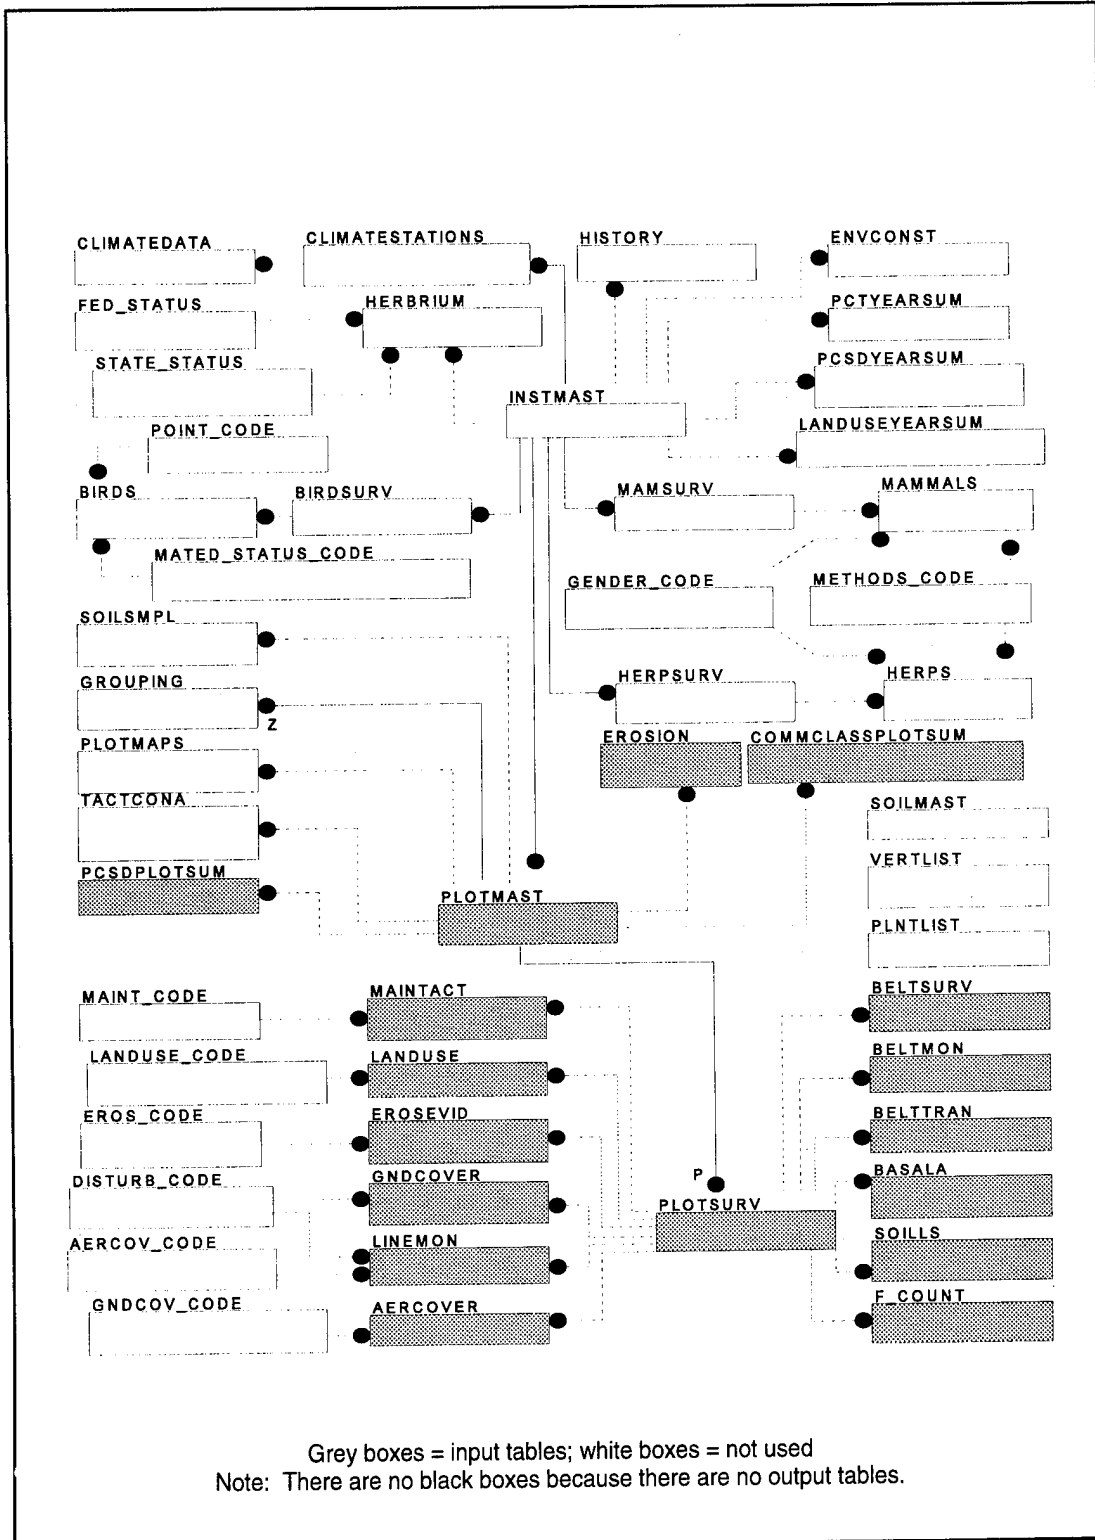 CLIMATEDATA
CLIMATESTATIONS
HISTORY
ENVCONST
FED_STATUS
HERBRIUM
PCTYEARSUM
STATE_STATUS
PCSDYEARSUM
INSTMAST
POINT_CODE
LANDUSEYEARSUM
BIRDS
BIRDSURV
MAMSURV
MAMMALS
MATED_STATUS_CODE
GENDER_CODE
METHODS_CODE
SOILSMPL
GROUPING
Z
HERPSURV
HERPS
PLOTMAPS
EROSION
COMMCLASSPLOTSUM
TACTCONA
SOILMAST
PCSDPLOTSUM
VERTLIST
PLOTMAST
PLNTLIST
MAINT_CODE
MAINTACT
BELTSURV
LANDUSE_CODE
LANDUSE
BELTMON
EROS_CODE
EROSEVID
BELTTRAN
DISTURB_CODE
GNDCOVER
P
BASALA
PLOTSURV
AERCOV_CODE
LINEMON
SOILLS
GNDCOV_CODE
AERCOVER
F_COUNT
Grey boxes = input tables; white boxes = not used
Note: There are no black boxes because there are no output tables.